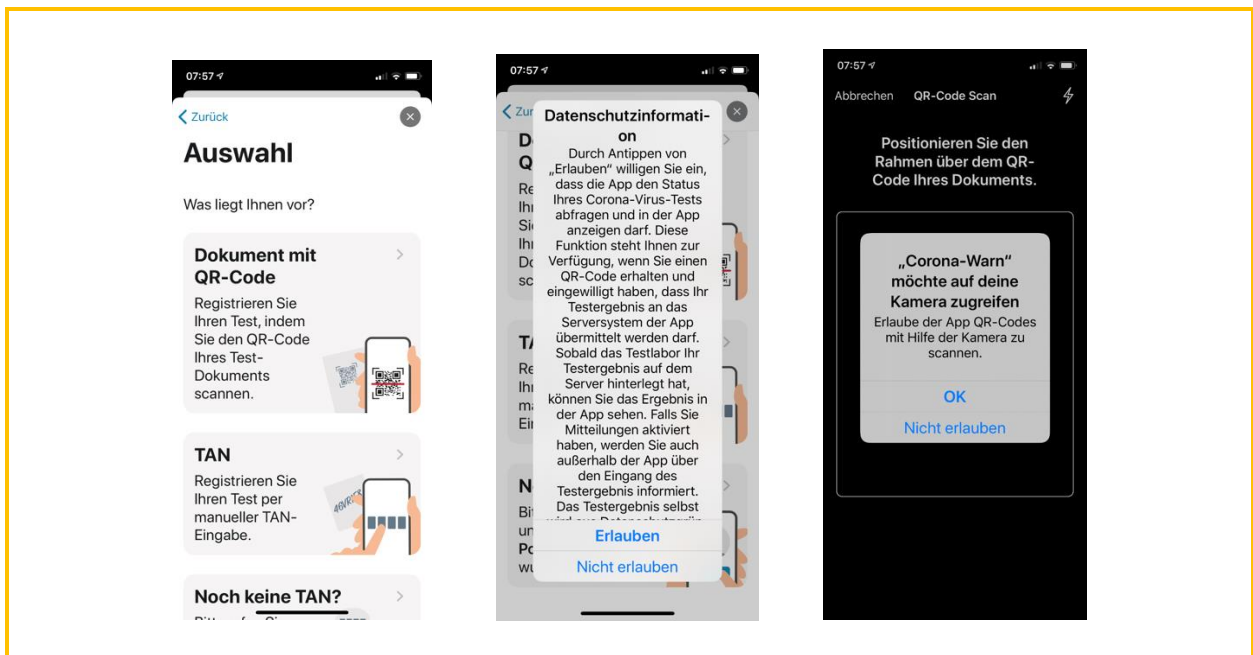 07:57
Zurück
Auswahl
Was liegt Ihnen vor?
Dokument mit
QR-Code
Registrieren Sie
Ihren Test, indem
Sie den QR-Code
Ihres Test-
Dokuments
scannen.
TAN
Registrieren Sie
Ihren Test per
manueller TAN-
Eingabe.
Noch keine TAN?
07:57
Datenschutzinformati-
on
Durch Antippen von
„Erlauben“ willigen Sie ein,
dass die App den Status
Ihres Corona-Virus-Tests
abfragen und in der App
anzeigen darf. Diese
Funktion steht Ihnen zur
Verfügung, wenn Sie einen
QR-Code erhalten und
eingewilligt haben, dass Ihr
Testergebnis an das
Serversystem der App
übermittelt werden darf.
Sobald das Testlabor Ihr
Testergebnis auf dem
Server hinterlegt hat,
können Sie das Ergebnis in
der App sehen. Falls Sie
Mitteilungen aktiviert
haben, werden Sie auch
außerhalb der App über
den Eingang des
Testergebnis informiert.
Das Testergebnis selbst
Erlauben
Nicht erlauben
07:57
Abbrechen QR-Code Scan
Positionieren Sie den
Rahmen über dem QR-
Code Ihres Dokuments.
„Corona-Warn“
möchte auf deine
Kamera zugreifen
Erlaube der App QR-Codes
mit Hilfe der Kamera zu
scannen.
OK
Nicht erlauben